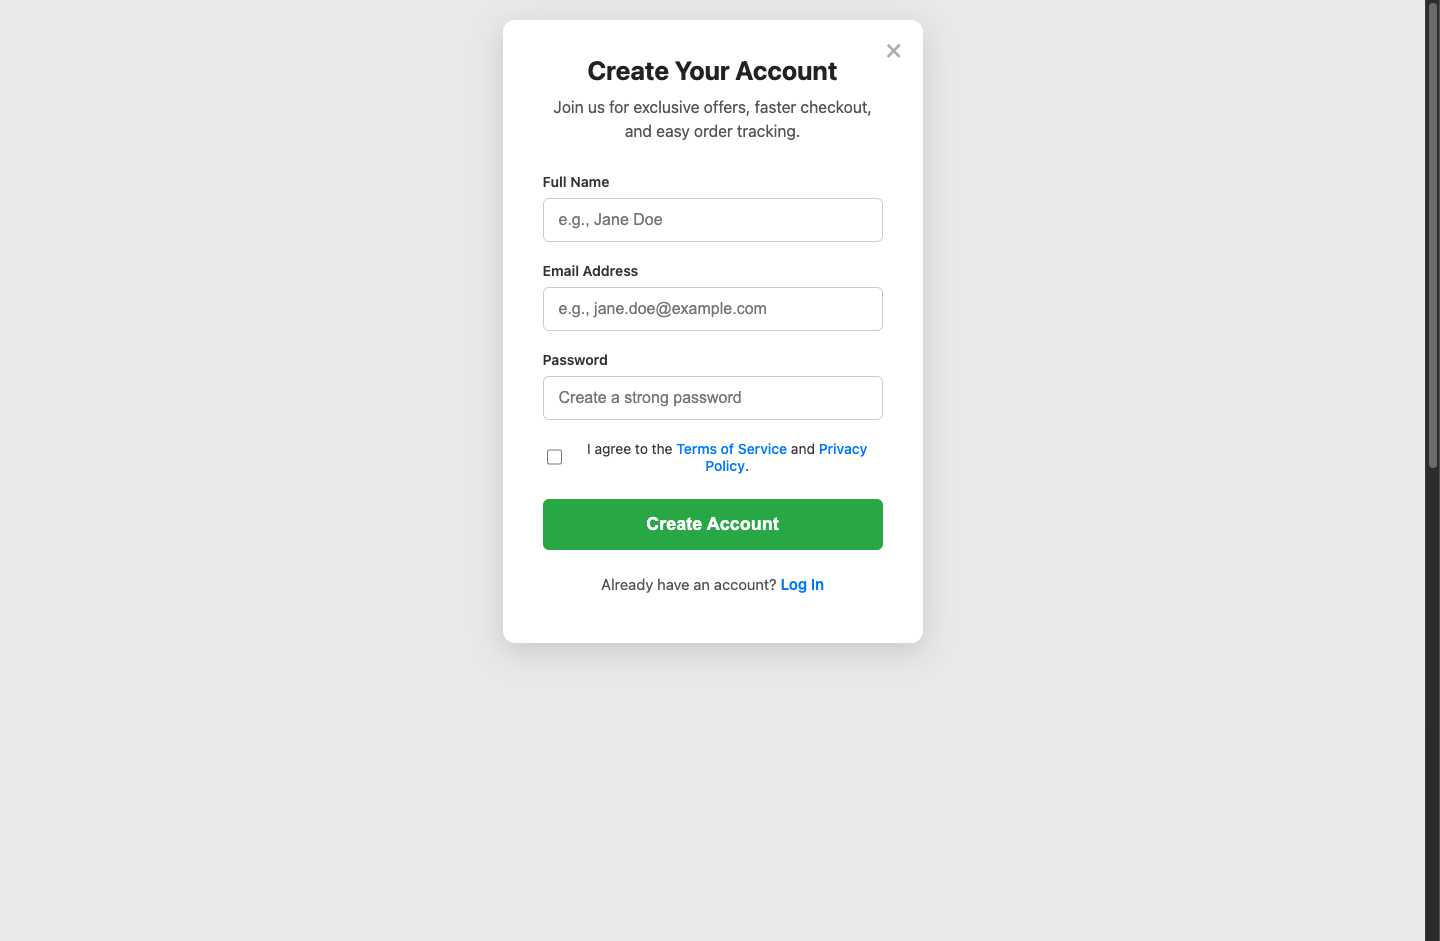 ×
Create Your Account
Join us for exclusive offers, faster checkout,
and easy order tracking.
Full Name
e.g., Jane Doe
Email Address
e.g., jane.doe@example.com
Password
Create a strong password
I agree to the Terms of Service and Privacy
Policy.
Create Account
Already have an account? Log In